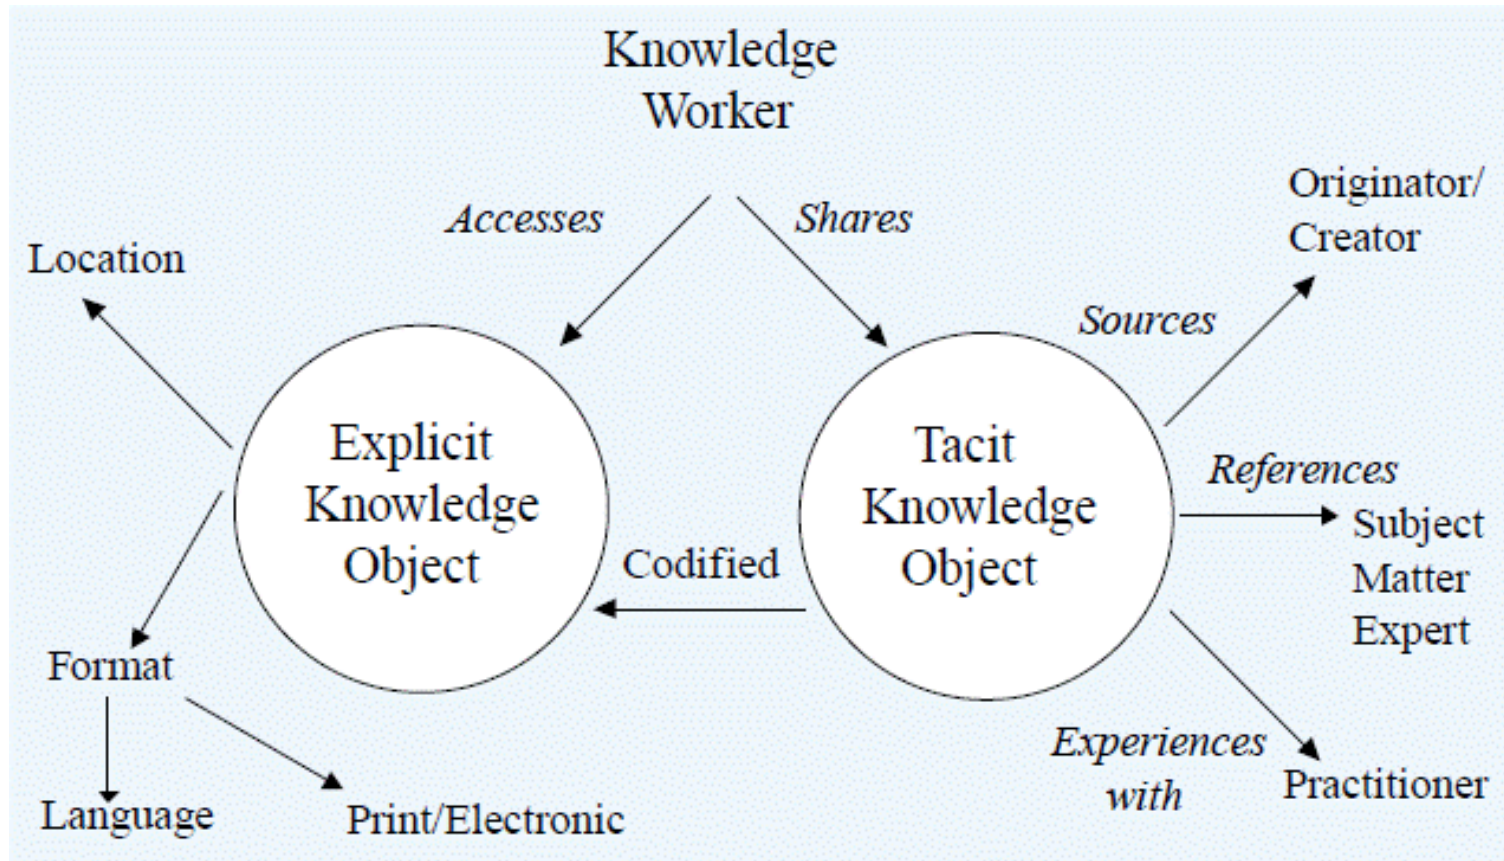 Knowledge
Worker
Accesses
Shares
Originator/
Creator
Location
Sources
Explicit
Knowledge
Object
Tacit
Knowledge
Object
References
Subject
Matter
Expert
Codified
Format
Experiences
with
Practitioner
Language
Print/Electronic